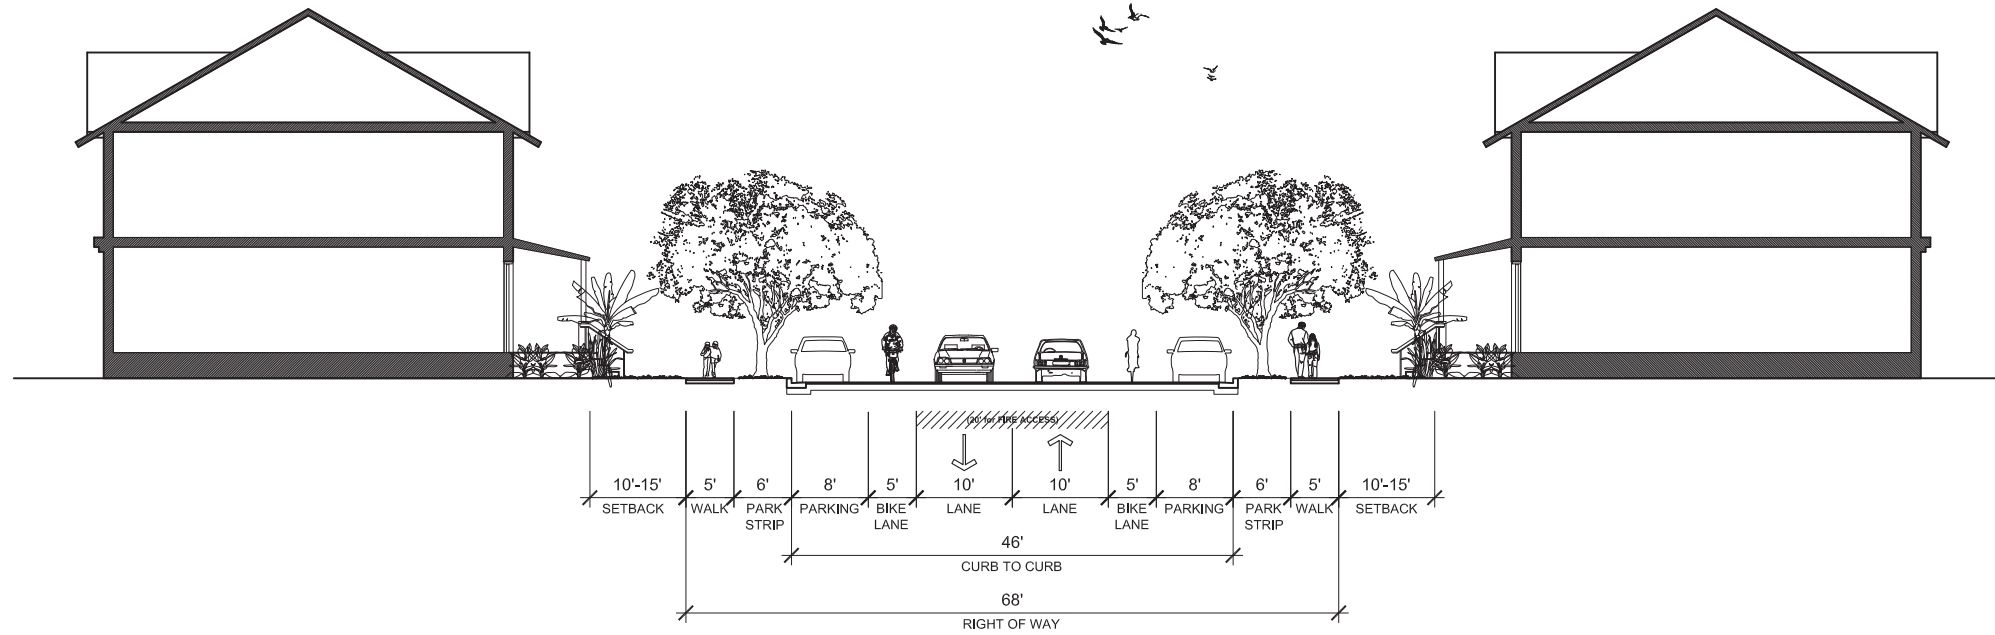 (20' for FIRE ACCESS)
10'-15' 5' 6' 8' 5' 10' 10' 5' 8' 6' 5' 10'-15'
SETBACK WALK PARK PARKING BIKE LANE LANE BIKE PARKING PARK WALK SETBACK
STRIP LANE LANE STRIP
46'
CURB TO CURB
68'
RIGHT OF WAY